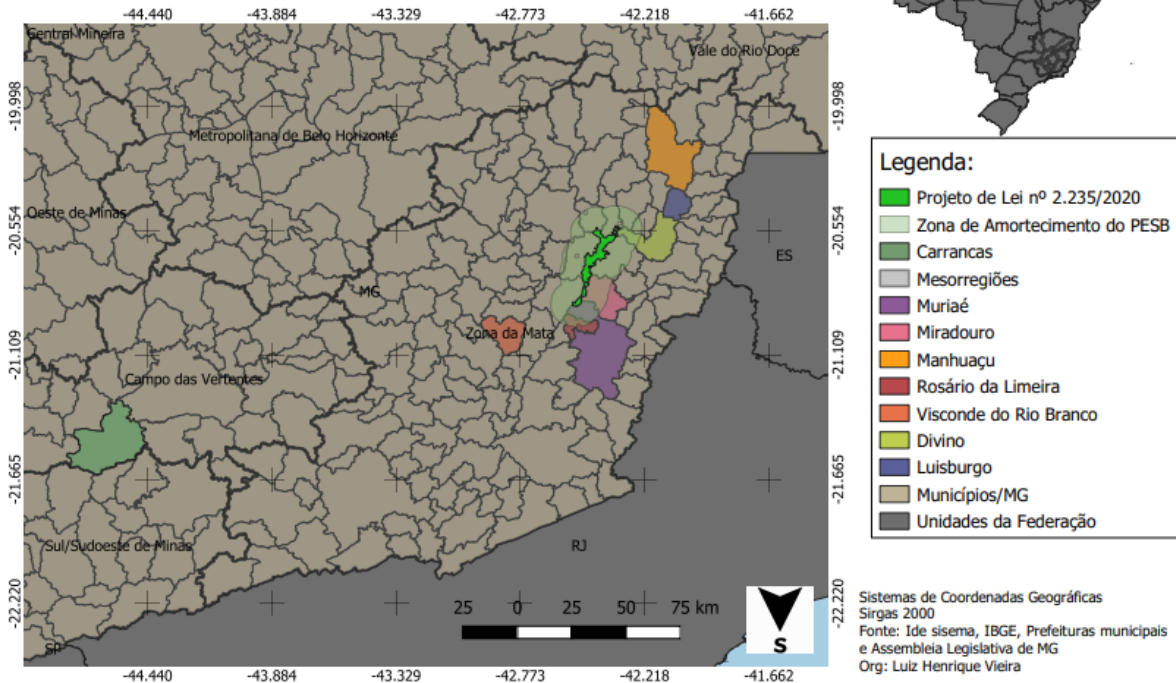 -44.440 -43.884 -43.329 -42.773 -42.218 -41.662
Central Mineira
Vale do Rio Doce
-19.998 -19.998
Metropolitana de Belo Horizonte
Oeste de Minas
-20.554 -20.554
ES
MG
Zona da Mata
-21.109 -21.109
Campo das Vertentes
-21.665 -21.665
Sul/Sudoeste de Minas
RJ
-22.220 -22.220
25 0 25 50 75 km
S
SP
-44.440 -43.884 -43.329 -42.773 -42.218 -41.662
Legenda:
Projeto de Lei nº 2.235/2020
Zona de Amortecimento do PESB
Carrancas
Mesorregiões
Muriaé
Miradouro
Manhuaçu
Rosário da Limeira
Visconde do Rio Branco
Divino
Luisburgo
Municípios/MG
Unidades da Federação
Sistemas de Coordenadas Geográficas
Sirgas 2000
Fonte: Ide sisema, IBGE, Prefeituras municipais
e Assembleia Legislativa de MG
Org: Luiz Henrique Vieira